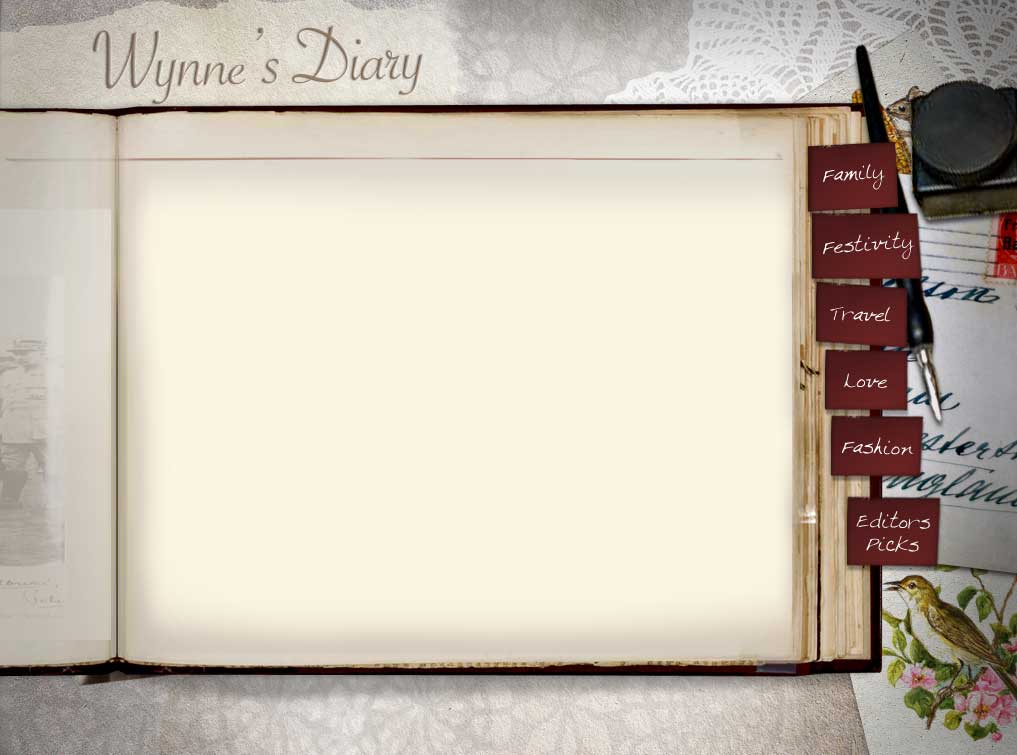 Wynne's Diary
Family
Festivity
Travel
Love
Fashion
Editors
Picks